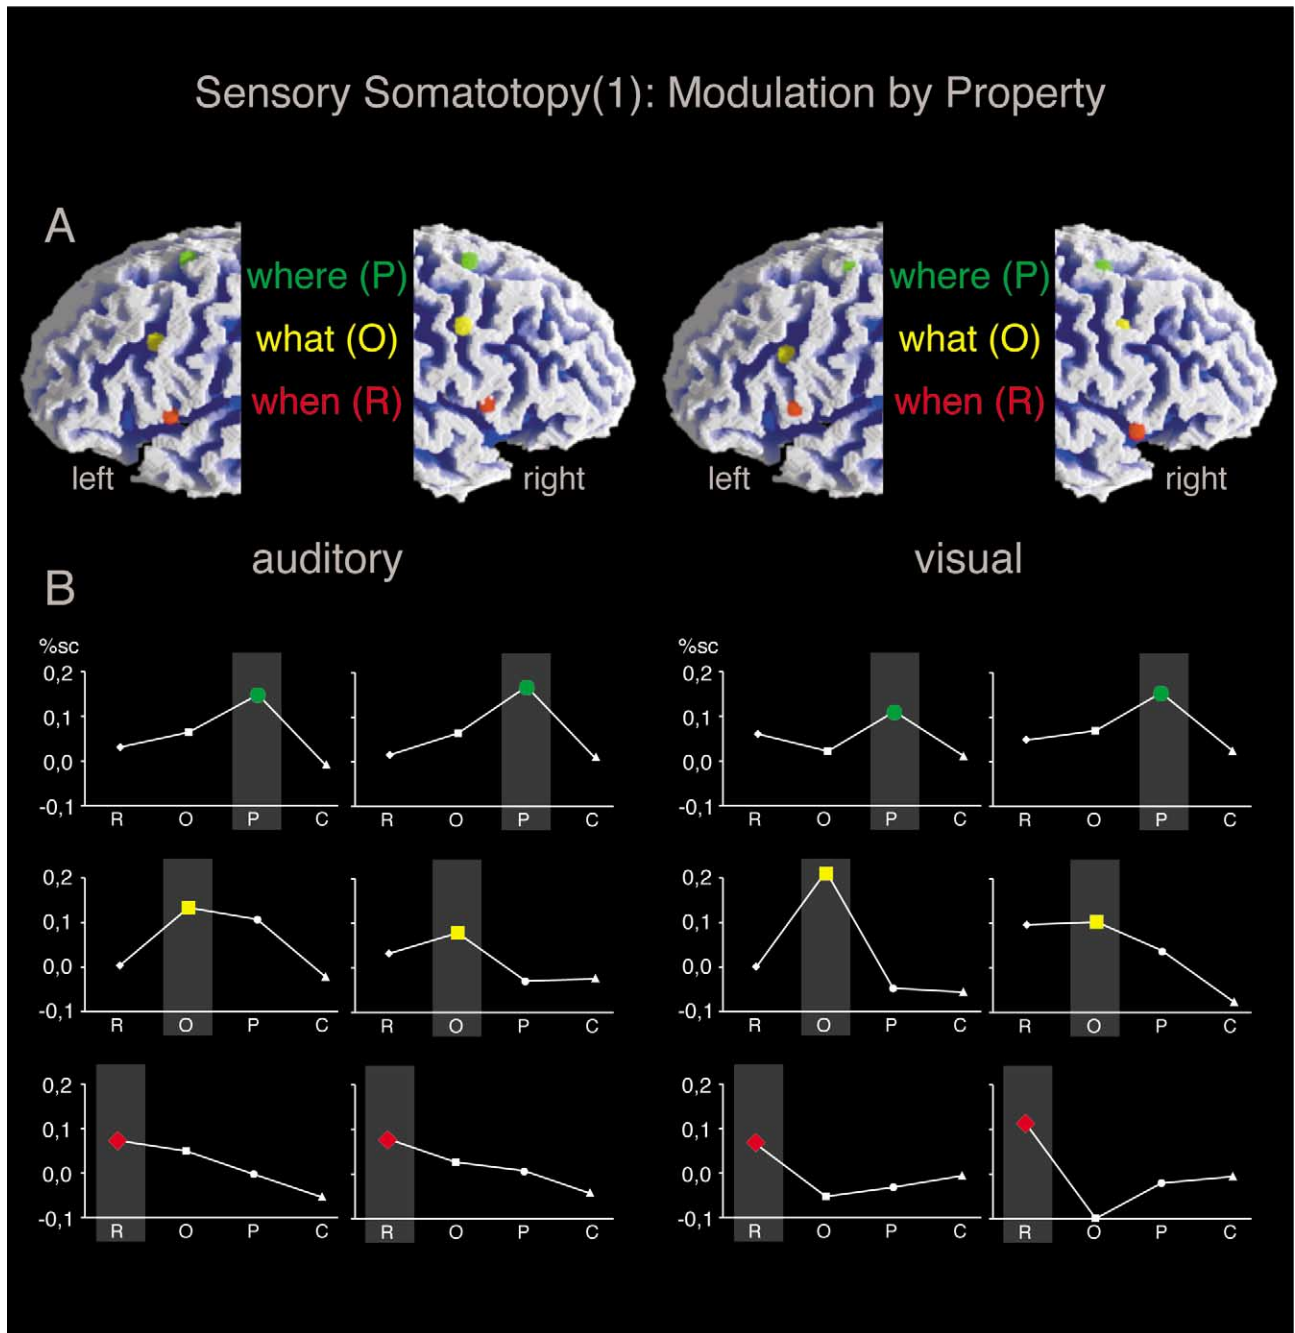 Sensory Somatotopy(1): Modulation by Property
A
where (P) where (P)
what (O) what (O)
when (R) when (R)
left right left right
auditory visual
B
%sc %sc
0,2 0,2
0,1 0,1
0,0 0,0
-0,1 -0,1
R O P C R O P C R O P C R O P C
0,2 0,2
0,1 0,1
0,0 0,0
-0,1 -0,1
R O P C R O P C R O P C R O P C
0,2 0,2
0,1 0,1
0,0 0,0
-0,1 -0,1
R O P C R O P C R O P C R O P C